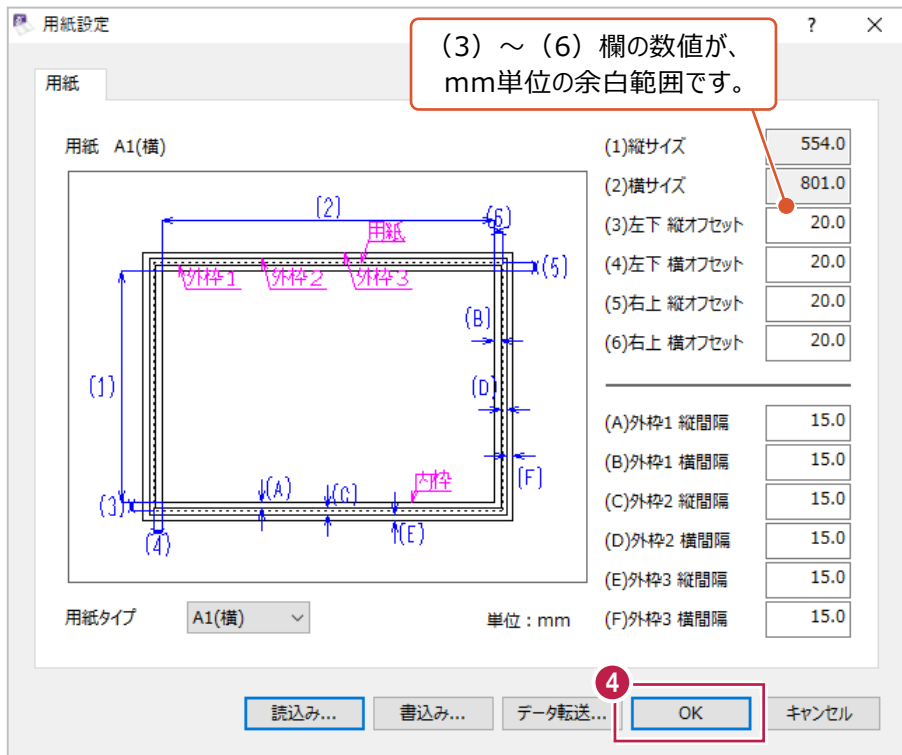 用紙設定
?
×
(3)～(6)欄の数値が、
mm単位の余白範囲です。
用紙
用紙 A1(横)
(1)縦サイズ 554.0
(2)横サイズ 801.0
(3)左下 縦オフセット 20.0
(4)左下 横オフセット 20.0
(5)右上 縦オフセット 20.0
(6)右上 横オフセット 20.0
(2)
(6)
用紙
外枠1
外枠2
外枠3
(5)
(B)
(1)
(D)
(A)
(C)
内枠
(F)
(3)
(4)
(E)
(A)外枠1 縦間隔 15.0
(B)外枠1 横間隔 15.0
(C)外枠2 縦間隔 15.0
(D)外枠2 横間隔 15.0
(E)外枠3 縦間隔 15.0
(F)外枠3 横間隔 15.0
用紙タイプ A1(横) 単位：mm
4
読込み... 書込み... データ転送... OK キャンセル